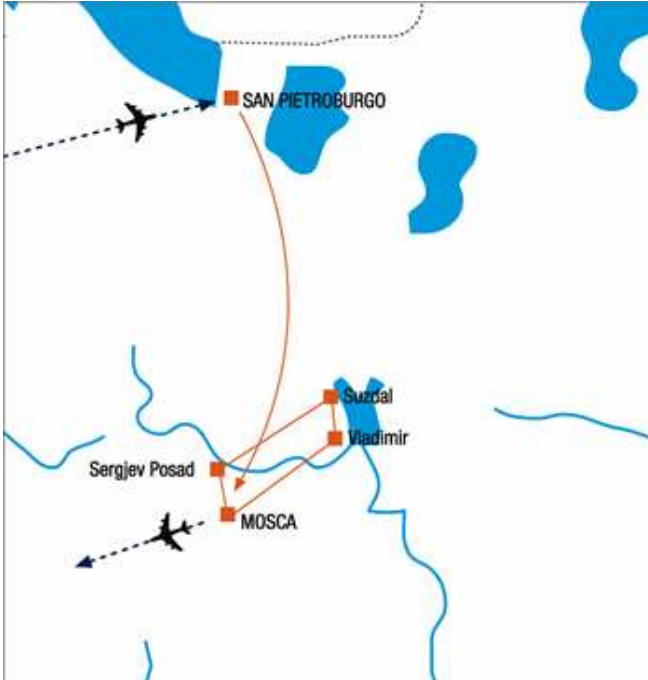 SAN PIETROBURGO
Suzdal
Vladimir
Sergjev Posad
MOSCA